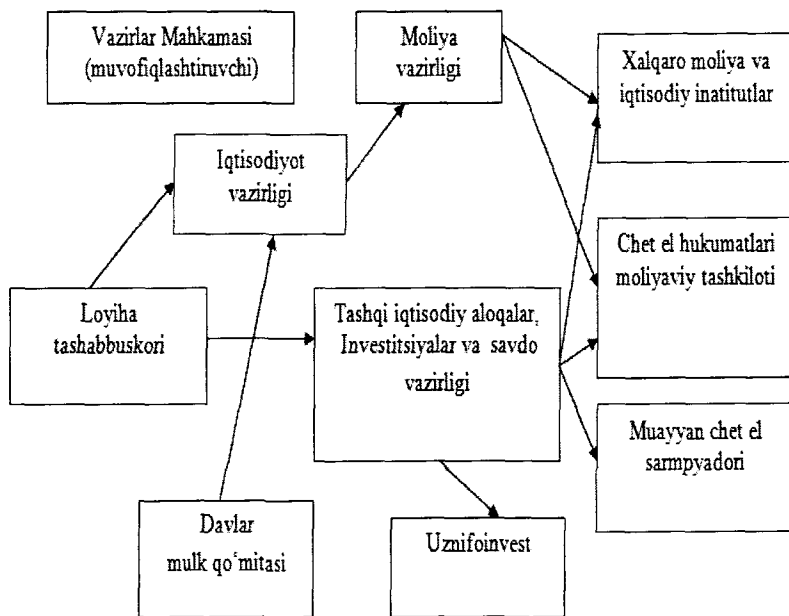 Vazirlar Mahkamasi
(muvofiqlashtiruvchi)
Moliya
vazirligi
Xalqaro moliya va
iqtisodiy inatitutlar
Iqtisodiyot
vazirligi
Chet el hukumatlari
moliyaviy tashkiloti
Loyiha
tashabbuskori
Tashqi iqtisodiy aloqalar,
Investitsiyalar va savdo
vazirligi
Muayyan chet el
sarmpyadori
Davlar
mulk qo‘mitasi
Uznifoinvest